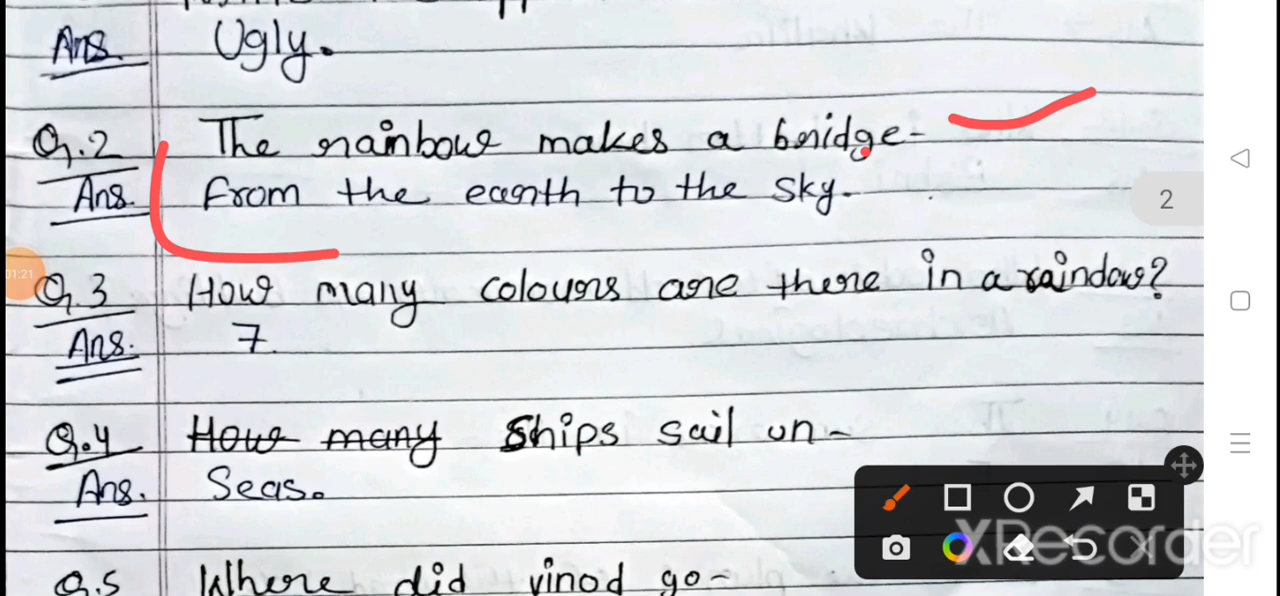 Ans. Ugly.
Q.2 The rainbow makes a bridge-
Ans. From the earth to the sky.
2
01:21
Q.3 How many colours are there in a raindow?
Ans. 7
Q.4 How many Ships sail on-
Ans. Seas.
XRecorder
Q.5 Where did vinod go-